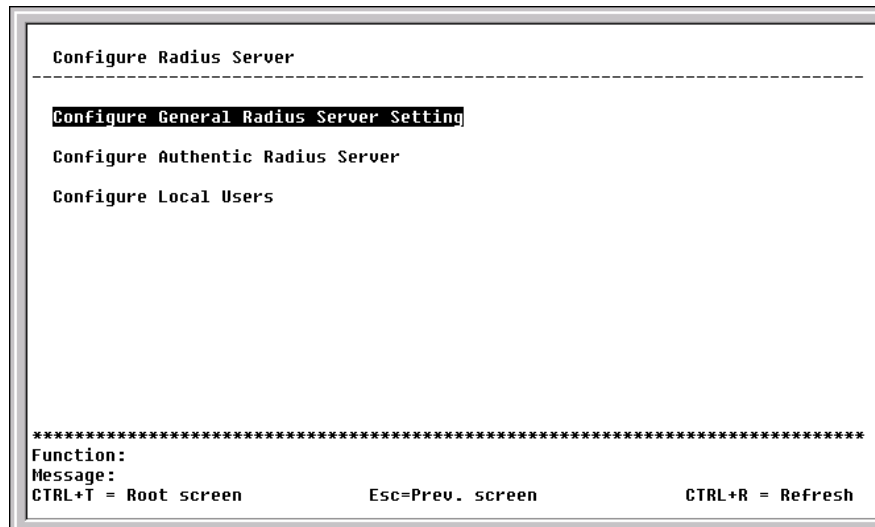 Configure Radius Server
--------------------------------------------------------------------------------
Configure General Radius Server Setting
Configure Authentic Radius Server
Configure Local Users
********************************************************************************
Function:
Message:
CTRL+T = Root screen Esc=Prev. screen CTRL+R = Refresh